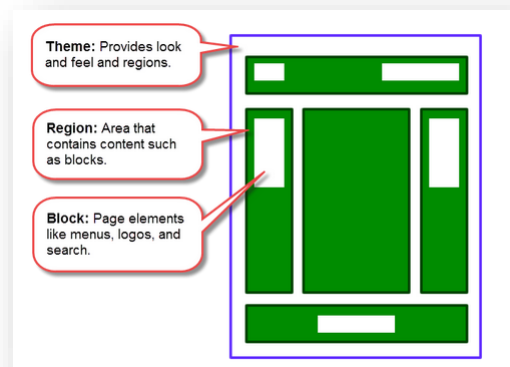 Theme: Provides look
and feel and regions.
Region: Area that
contains content such
as blocks.
Block: Page elements
like menus, logos, and
search.